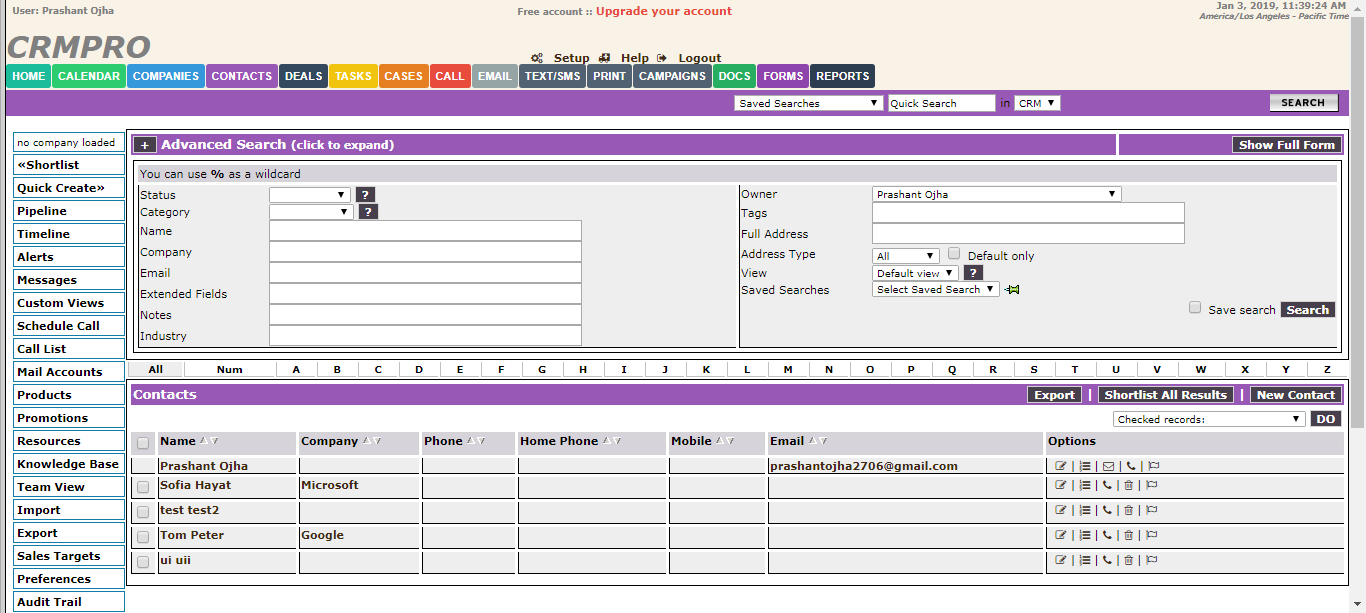 User: Prashant Ojha
Free account :: Upgrade your account
Jan 3, 2019, 11:39:24 AM
America/Los Angeles - Pacific Time
CRMPRO
Setup Help Logout
HOME CALENDAR COMPANIES CONTACTS DEALS TASKS CASES CALL EMAIL TEXT/SMS PRINT CAMPAIGNS DOCS FORMS REPORTS
Saved Searches Quick Search in CRM SEARCH
no company loaded
«Shortlist
Quick Create»
Pipeline
Timeline
Alerts
Messages
Custom Views
Schedule Call
Call List
Mail Accounts
Products
Promotions
Resources
Knowledge Base
Team View
Import
Export
Sales Targets
Preferences
Audit Trail
+ Advanced Search (click to expand) Show Full Form
You can use % as a wildcard
Status ?
Category ?
Name
Company
Email
Extended Fields
Notes
Industry
Owner Prashant Ojha
Tags
Full Address
Address Type All Default only
View Default view ?
Saved Searches Select Saved Search
Save search Search
All Num A B C D E F G H I J K L M N O P Q R S T U V W X Y Z
Contacts Export | Shortlist All Results | New Contact
Checked records: DO
Name Company Phone Home Phone Mobile Email Options
Prashant Ojha prashantojha2706@gmail.com | | | |
Sofia Hayat Microsoft | | | |
test test2 | | | |
Tom Peter Google | | | |
ui uii | | | |